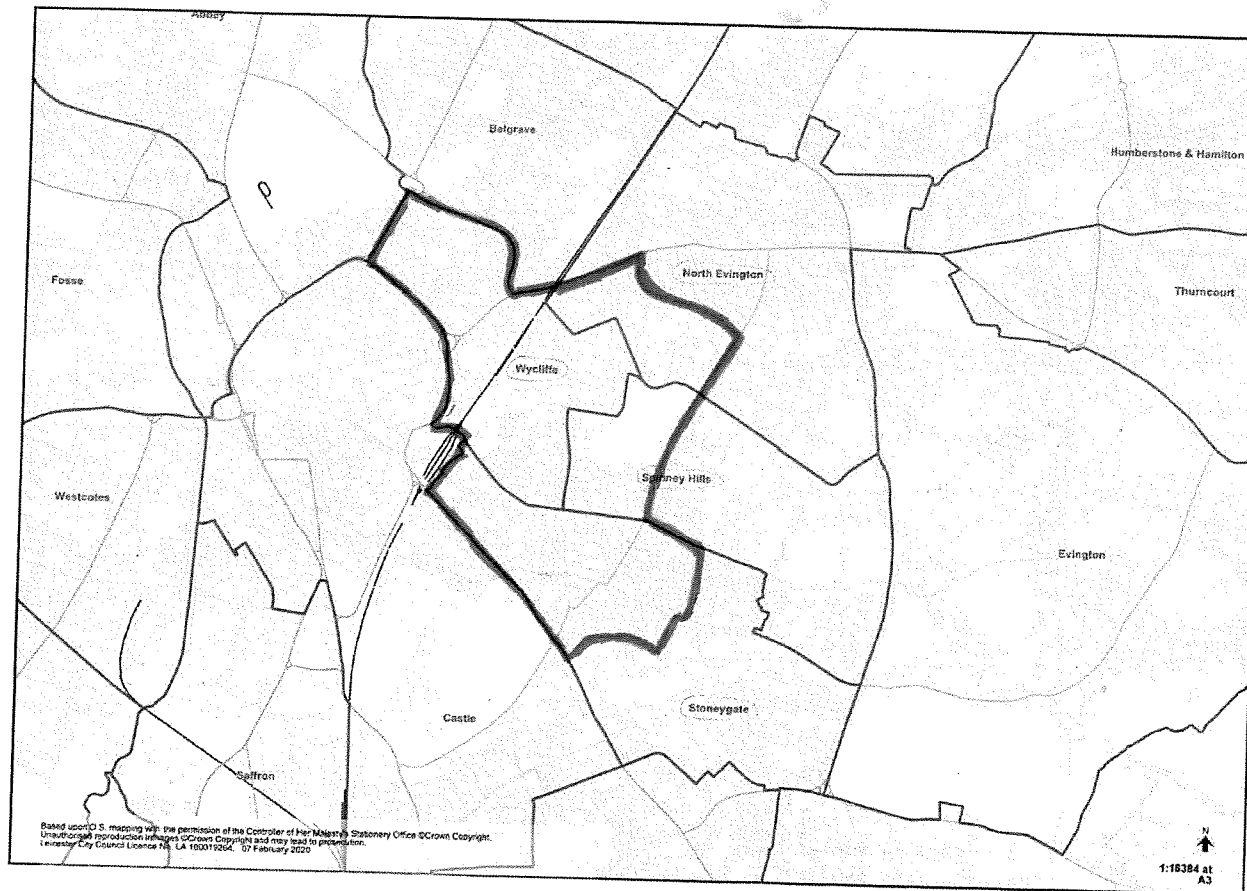 Abbey
Belgrave
Humberstone & Hamilton
Fosse
North Evington
Thurncourt
Wycliffe
Spinney Hills
Westcotes
Evington
Stoneygate
Castle
Saffron
Based upon O.S. mapping with the permission of the Controller of Her Majesty's Stationery Office ©Crown Copyright.
Unauthorised reproduction infringes ©Crown Copyright and may lead to prosecution.
Leicester City Council Licence No. LA 100019264. 07 February 2020
N
1:16384 at
A3